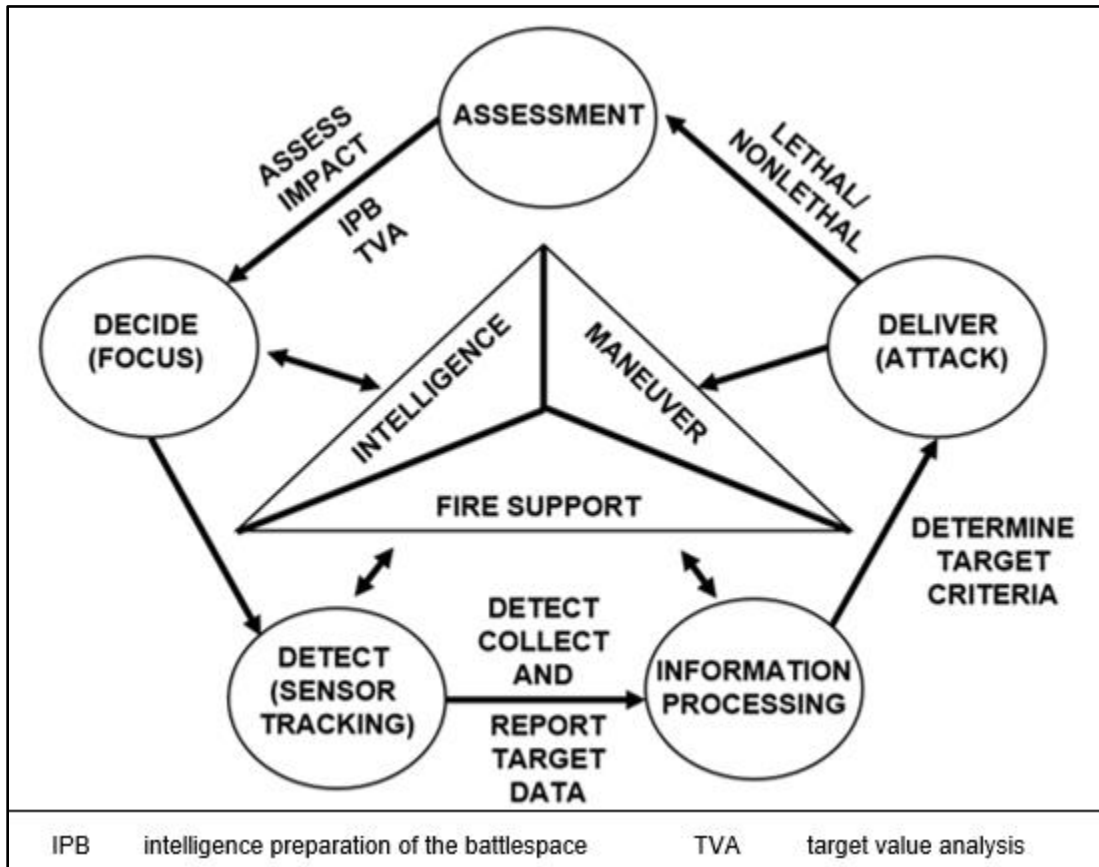 ASSESSMENT
ASSESS
IMPACT
IPB
TVA
LETHAL/
NONLETHAL
DECIDE
(FOCUS)
DELIVER
(ATTACK)
INTELLIGENCE
MANEUVER
FIRE SUPPORT
DETERMINE
TARGET
CRITERIA
DETECT
(SENSOR
TRACKING)
DETECT
COLLECT
AND
REPORT
TARGET
DATA
INFORMATION
PROCESSING
IPB intelligence preparation of the battlespace TVA target value analysis